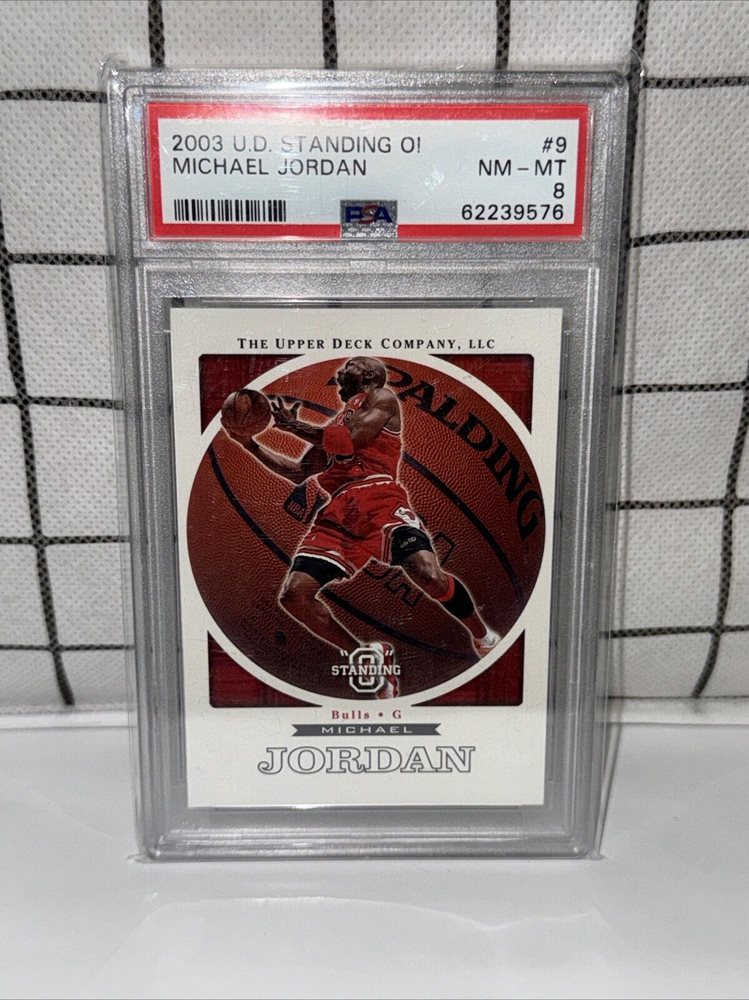 2003 U.D. STANDING O! #9
MICHAEL JORDAN NM - MT
8
PSA 62239576
THE UPPER DECK COMPANY, LLC
SPALDING
NBA
"O"
STANDING
Bulls • G
MICHAEL
JORDAN